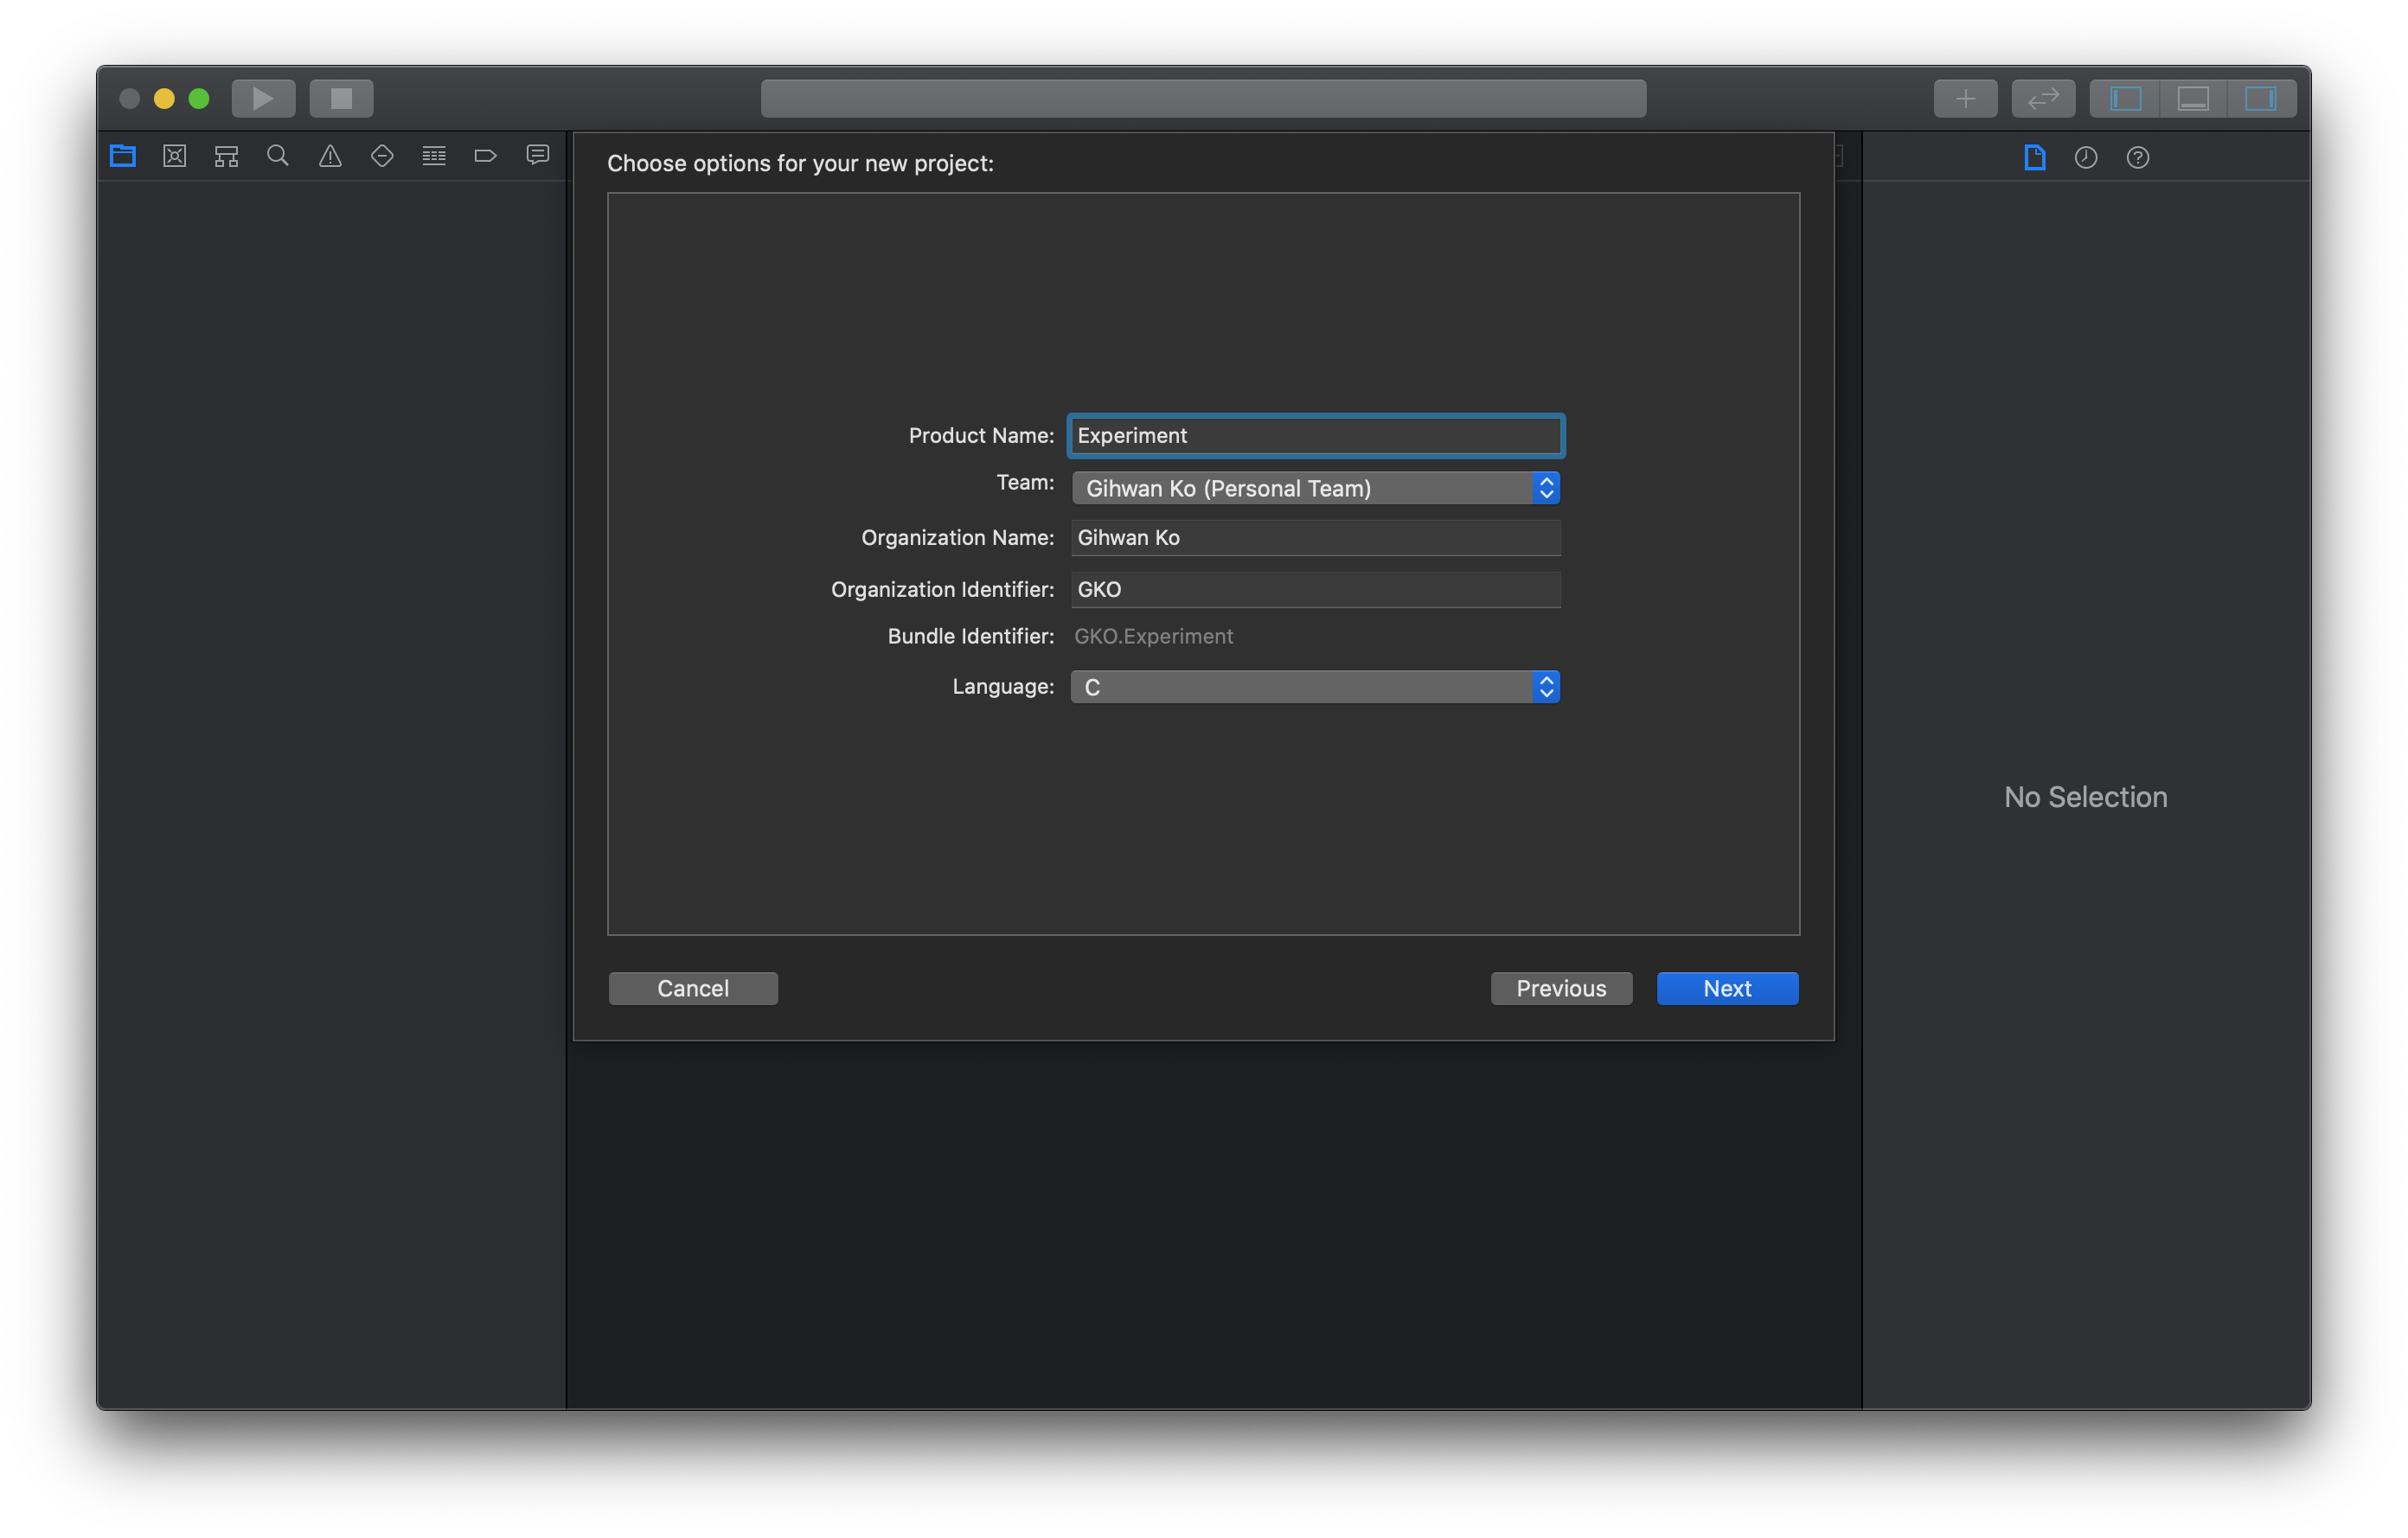 Choose options for your new project:
Product Name: Experiment
Team: Gihwan Ko (Personal Team)
Organization Name: Gihwan Ko
Organization Identifier: GKO
Bundle Identifier: GKO.Experiment
Language: C
No Selection
Cancel Previous Next